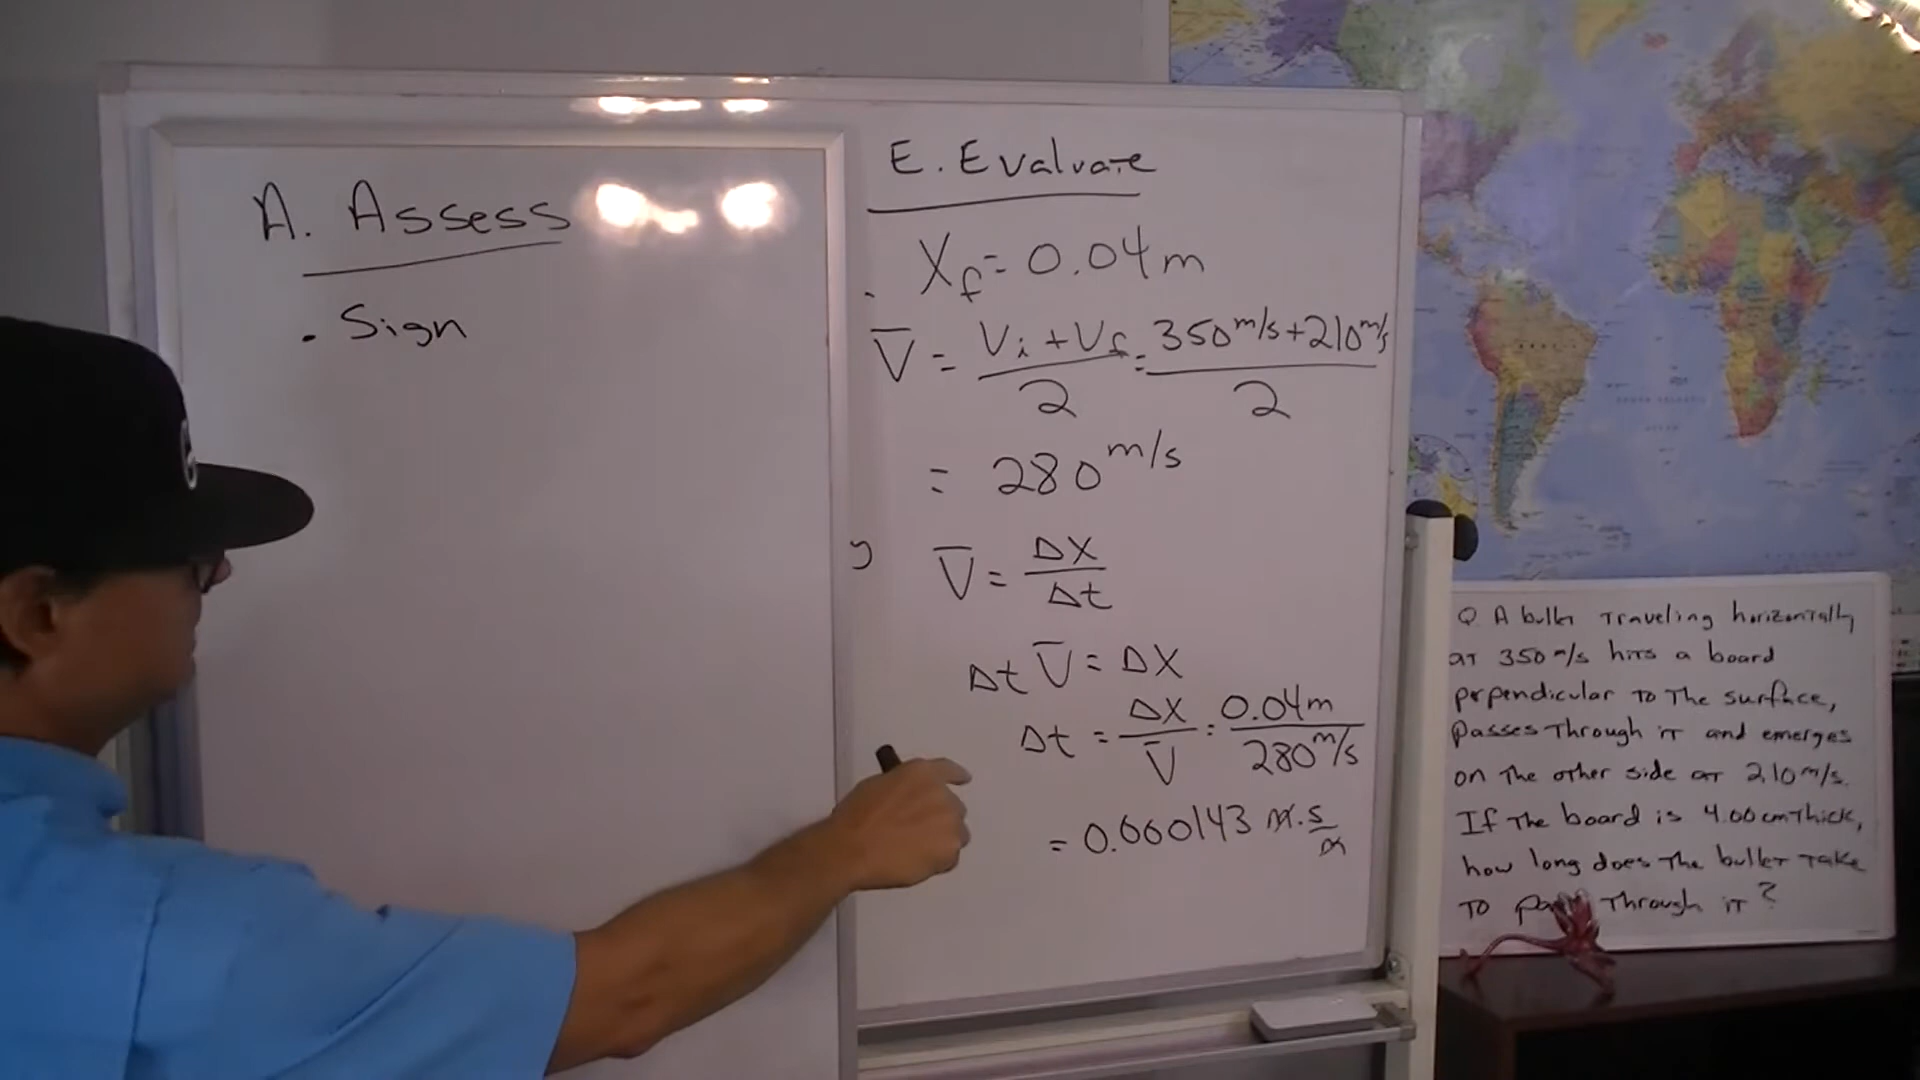 A. Assess
. Sign
E. Evaluate
. Xf = 0.04m
V̅ = Vi + Vf / 2 = 350 m/s + 210 m/s / 2
= 280 m/s
V̅ = ΔX / Δt
Δt V̅ = ΔX
Δt = ΔX / V̅ = 0.04m / 280 m/s
= 0.000143 m.s/m
Q A bullet Traveling horizontally
at 350 m/s hits a board
perpendicular to the surface,
passes through it and emerges
on the other side at 210 m/s.
If the board is 4.00 cm thick,
how long does the bullet take
to through it?